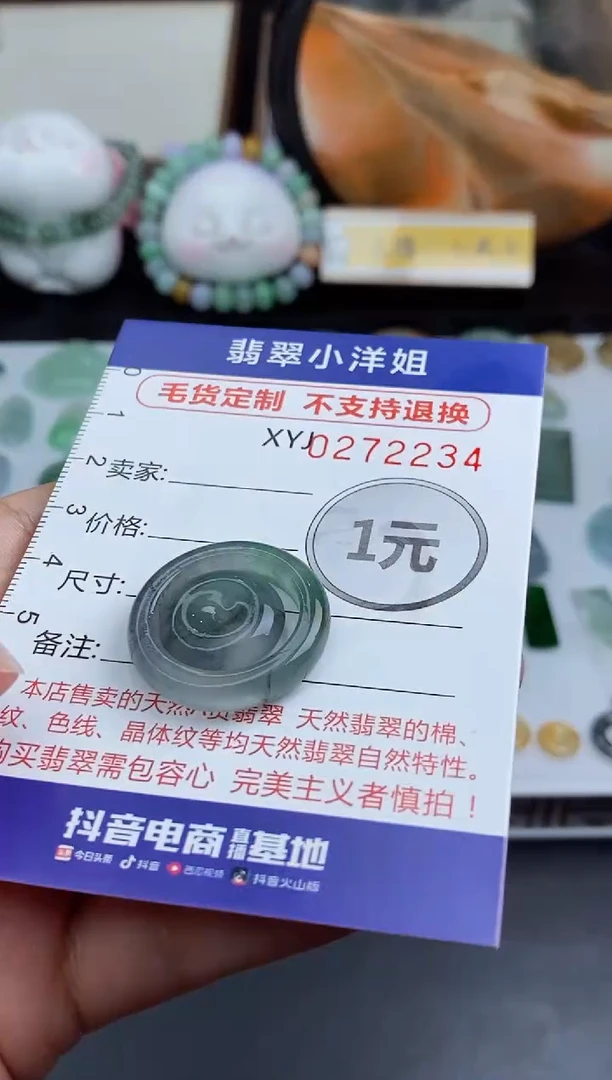 翡翠小洋姐
毛货定制 不支持退换
XYJ0272234
0
1
2
3
4
5
卖家:
价格:
1元
尺寸:
备注:
本店售卖的天然 货翡翠 天然翡翠的棉、
纹、色线、晶体纹等均天然翡翠自然特性。
购买翡翠需包容心 完美主义者慎拍！
抖音电商直播基地
今日头条 抖音 西瓜视频 抖音火山版